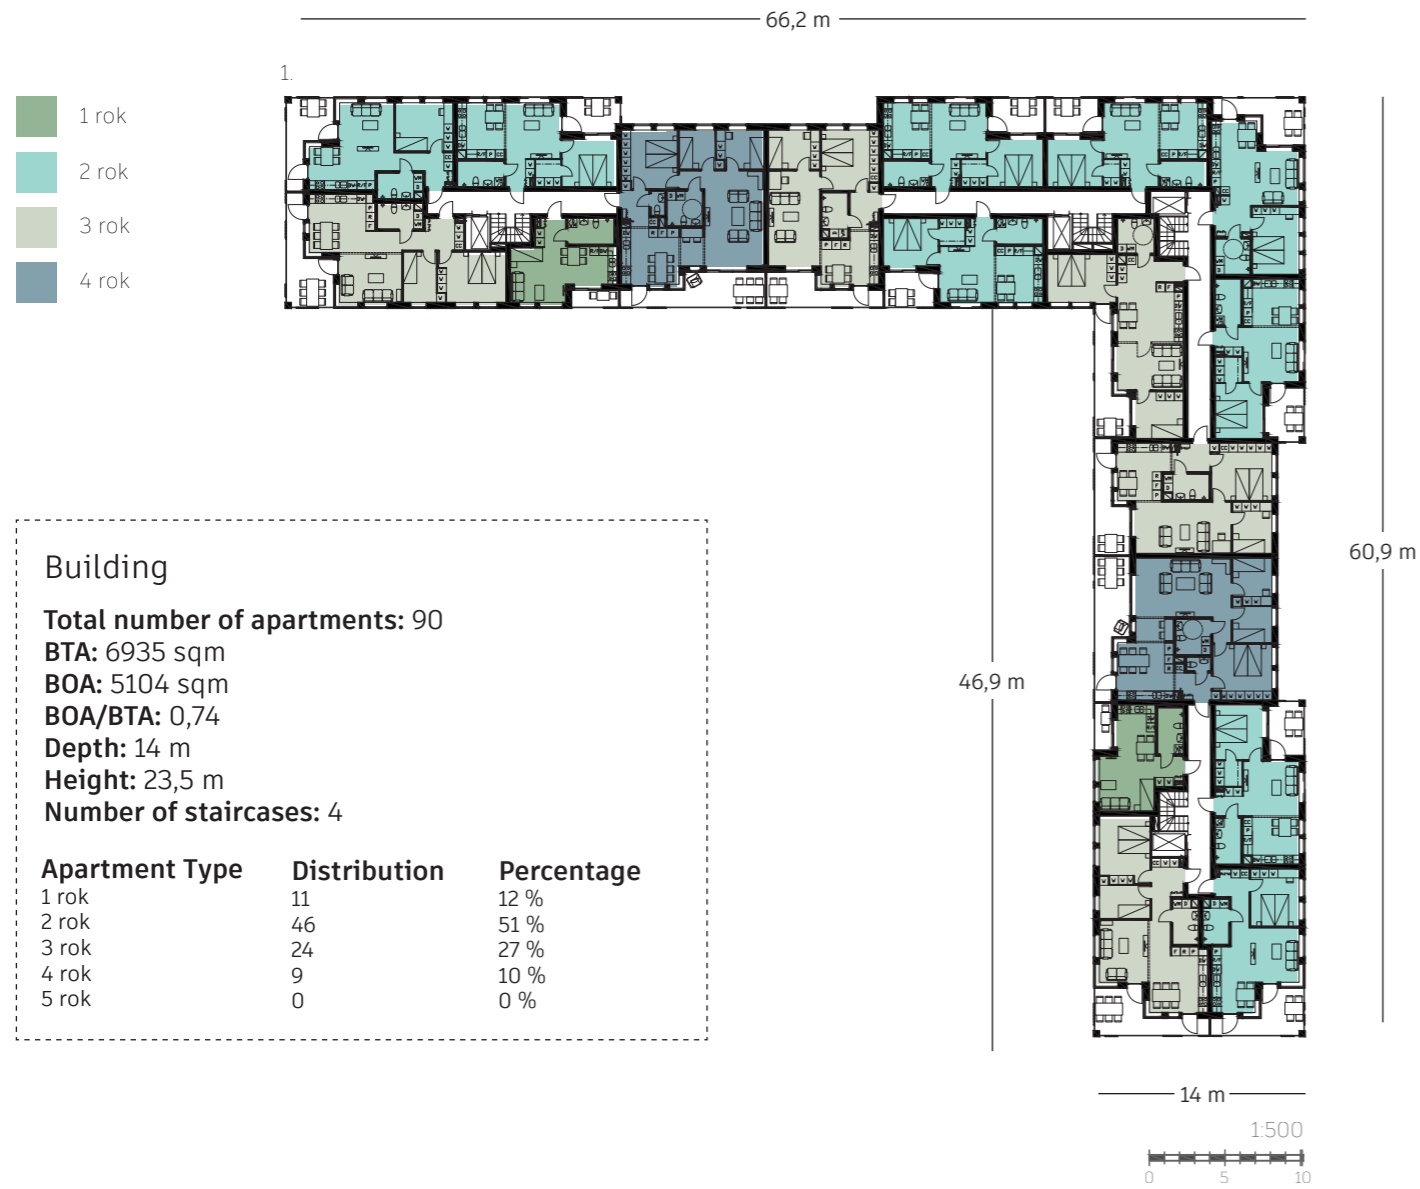 66,2 m
1.
1 rok
2 rok
3 rok
4 rok
Building
Total number of apartments: 90
BTA: 6935 sqm
BOA: 5104 sqm
BOA/BTA: 0,74
Depth: 14 m
Height: 23,5 m
Number of staircases: 4
Apartment Type Distribution Percentage
1 rok 11 12 %
2 rok 46 51 %
3 rok 24 27 %
4 rok 9 10 %
5 rok 0 0 %
60,9 m
46,9 m
14 m
1:500
0 5 10